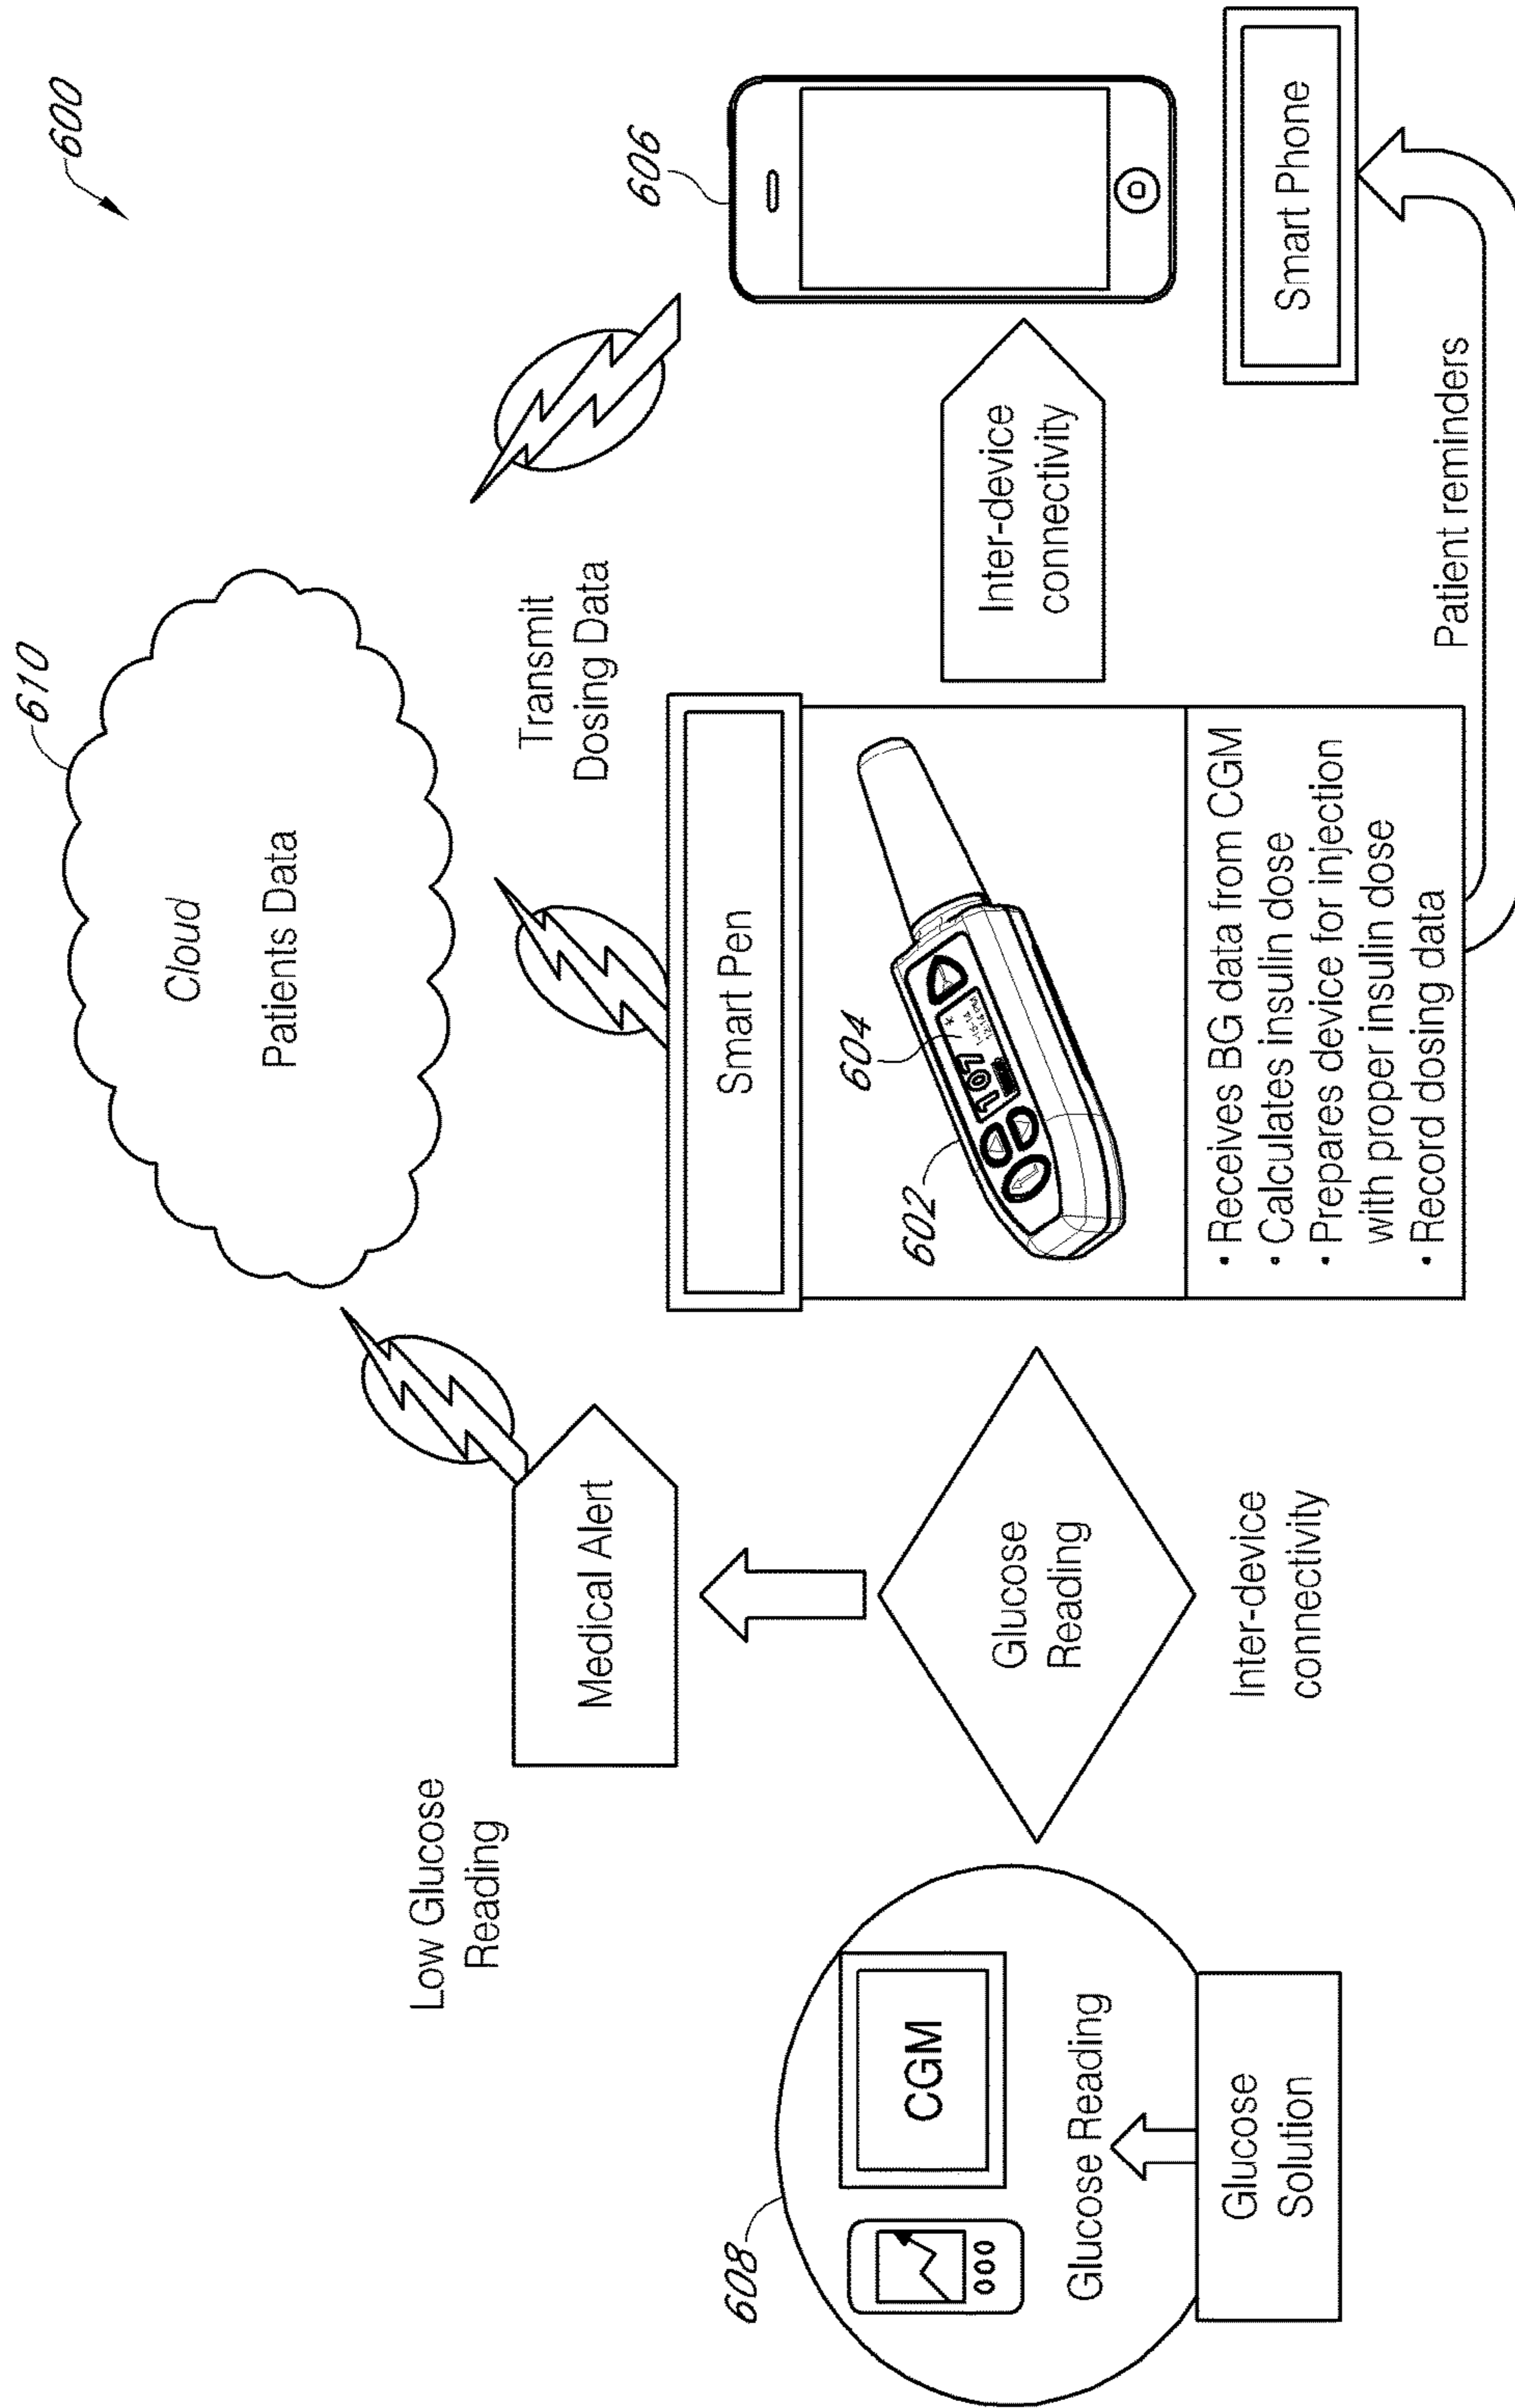 600
610
Cloud
Patients Data
Low Glucose
Reading
Medical Alert
Transmit
Dosing Data
606
608
CGM
Glucose Reading
Glucose
Solution
Glucose
Reading
Inter-device
connectivity
Smart Pen
602
604
107
• Receives BG data from CGM
• Calculates insulin dose
• Prepares device for injection
with proper insulin dose
• Record dosing data
Inter-device
connectivity
Smart Phone
Patient reminders